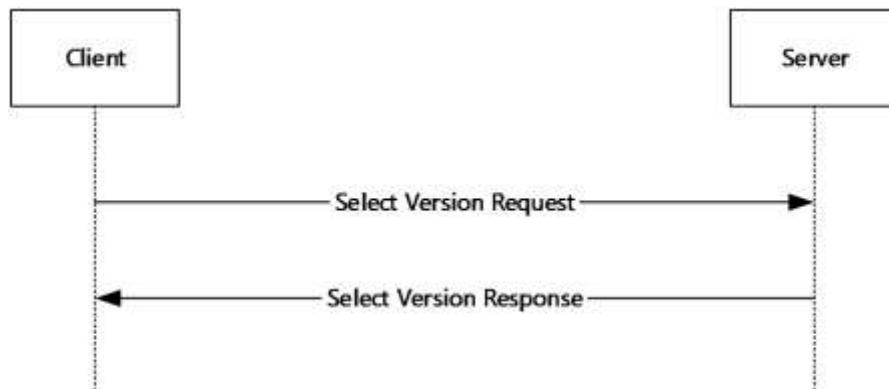 Client
Server
Select Version Request
Select Version Response